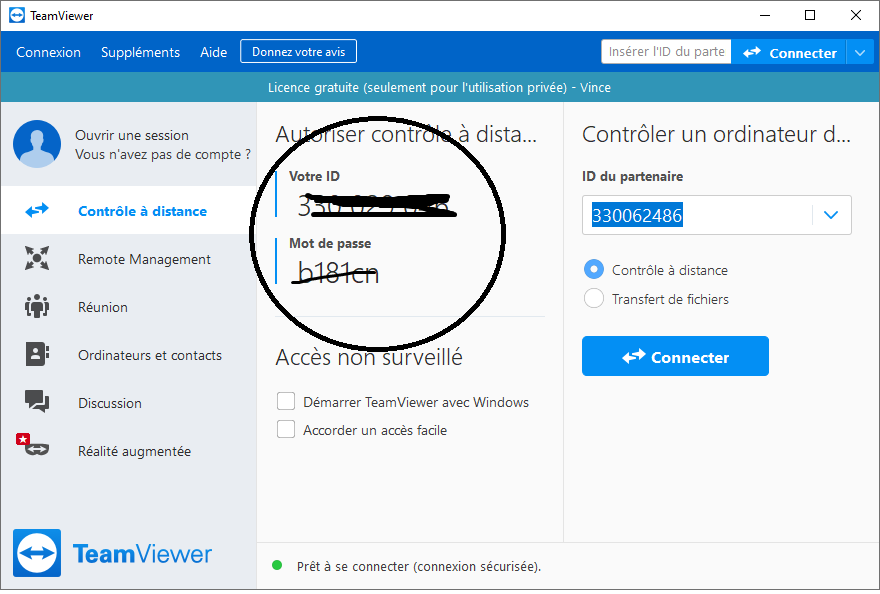 TeamViewer
Connexion Suppléments Aide Donnez votre avis Insérer l'ID du parte Connecter
Licence gratuite (seulement pour l'utilisation privée) - Vince
Ouvrir une session
Vous n'avez pas de compte ?
Contrôle à distance
Remote Management
Réunion
Ordinateurs et contacts
Discussion
Réalité augmentée
TeamViewer
Autoriser contrôle à dista...
Votre ID
Mot de passe
b181cn
Accès non surveillé
Démarrer TeamViewer avec Windows
Accorder un accès facile
Contrôler un ordinateur d...
ID du partenaire
330062486
Contrôle à distance
Transfert de fichiers
Connecter
Prêt à se connecter (connexion sécurisée).